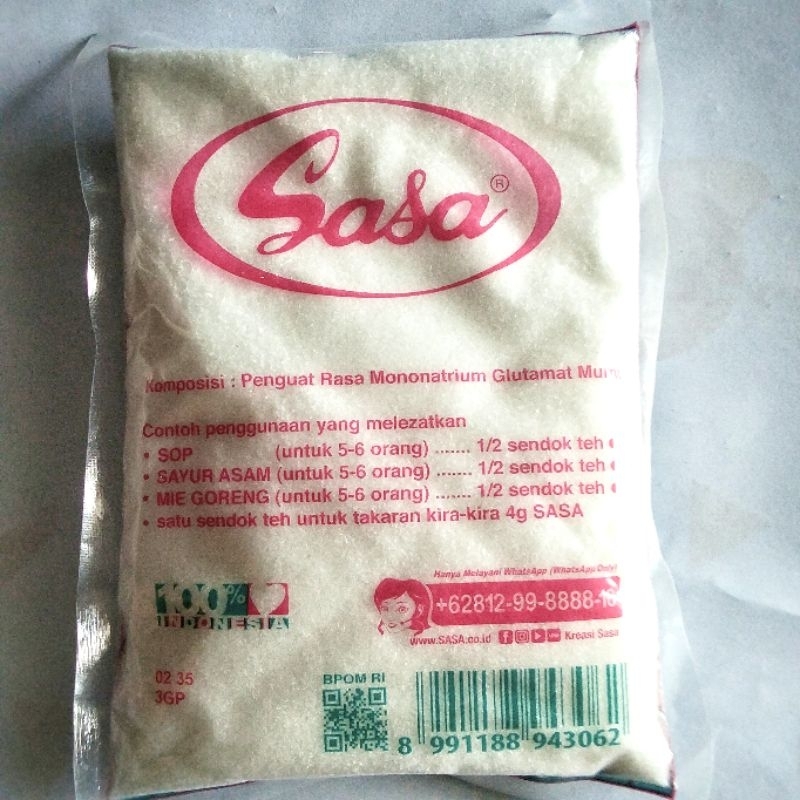 Sasa®
Komposisi : Penguat Rasa Mononatrium Glutamat
Contoh penggunaan yang melezatkan
• SOP (untuk 5-6 orang) ....... 1/2 sendok teh •
• SAYUR ASAM (untuk 5-6 orang) ....... 1/2 sendok teh •
• MIE GORENG (untuk 5-6 orang) ....... 1/2 sendok teh •
• satu sendok teh untuk takaran kira-kira 4g SASA
100%
INDONESIA
Hanya Melayani WhatsApp (WhatsApp Only)
+62812-99-8888-
www.SASA.co.id Kreasi Sasa
02 35
3GP
BPOM RI
8 991188 943062